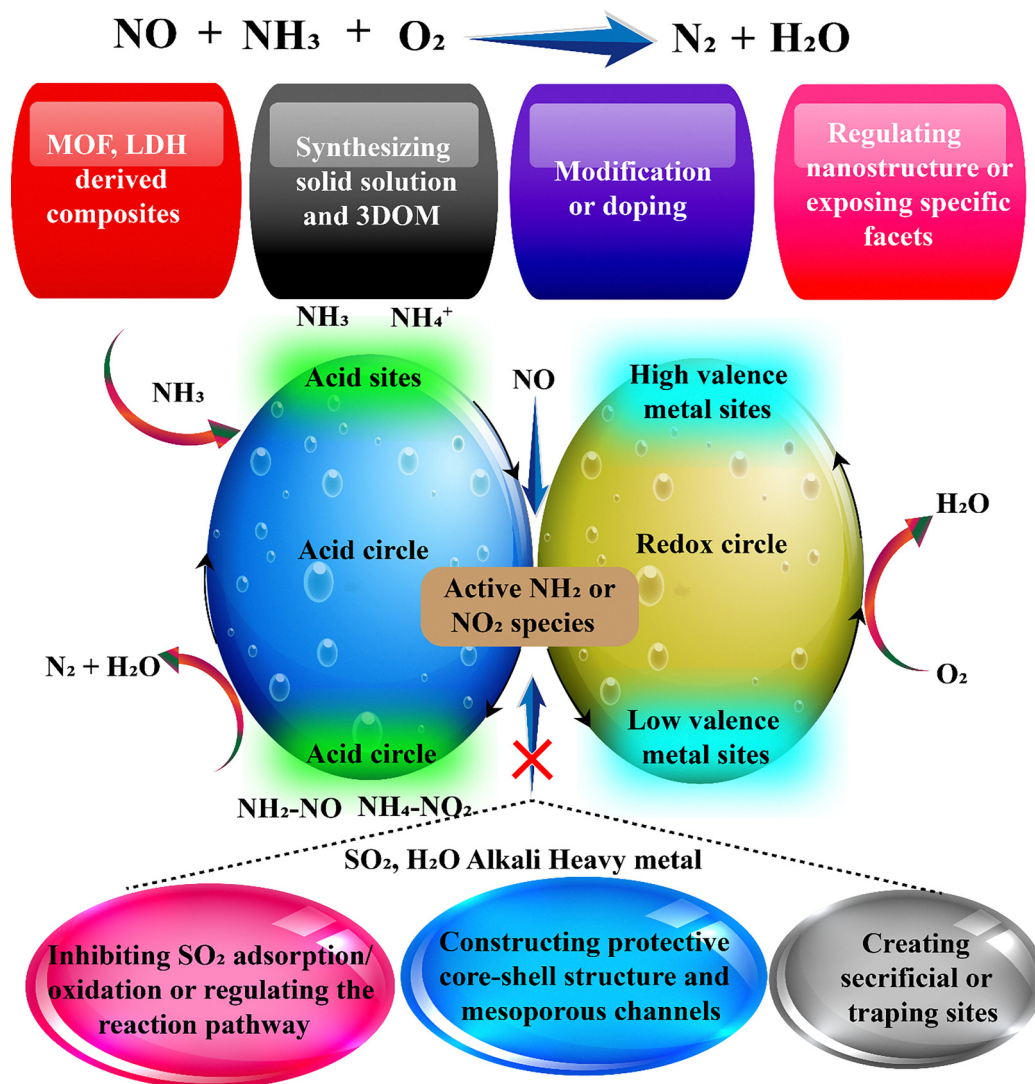 NO + NH₃ + O₂ N₂ + H₂O
MOF, LDH
derived
composites
Synthesizing
solid solution
and 3DOM
Modification
or doping
Regulating
nanostructure or
exposing specific
facets
NH₃ NH₄⁺
Acid sites
NH₃
NO
High valence
metal sites
Acid circle
Redox circle
H₂O
Active NH₂ or
NO₂ species
N₂ + H₂O
O₂
Acid circle
Low valence
metal sites
NH₂-NO NH₄-NO₂
SO₂, H₂O Alkali Heavy metal
Inhibiting SO₂ adsorption/
oxidation or regulating the
reaction pathway
Constructing protective
core-shell structure and
mesoporous channels
Creating
secrificial or
traping sites